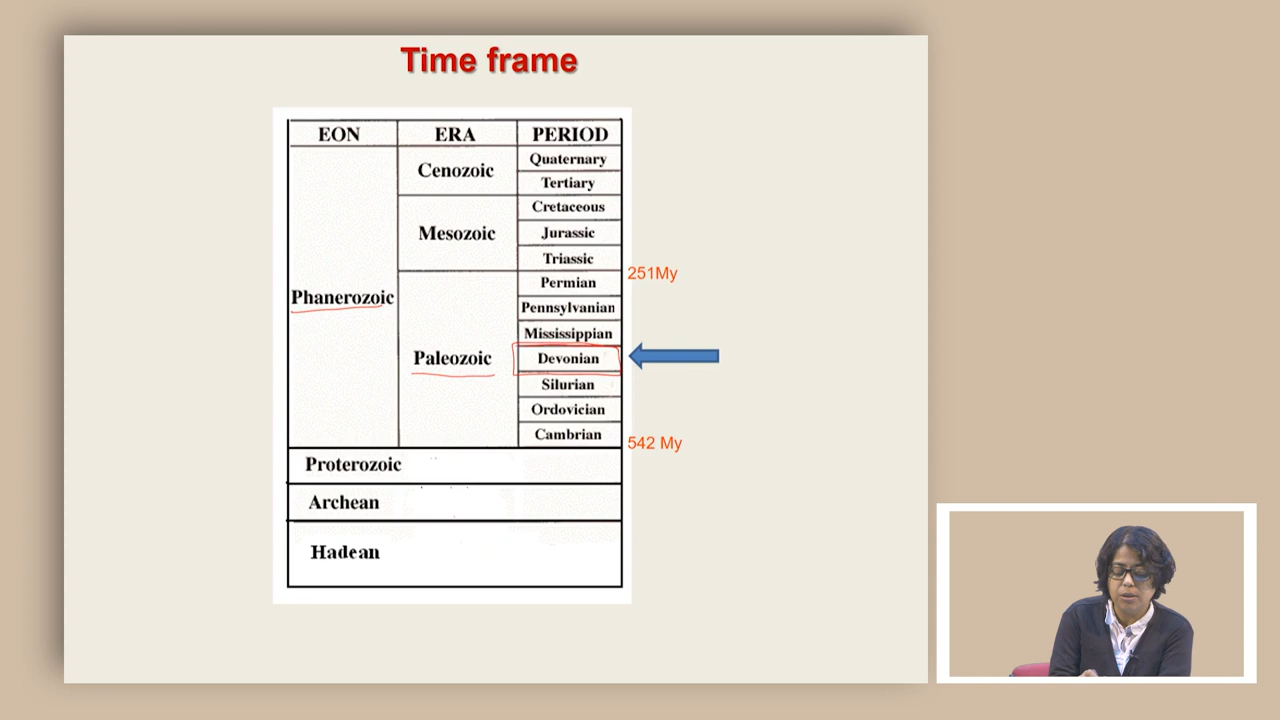 Time frame
EON ERA PERIOD
Quaternary
Cenozoic
Tertiary
Cretaceous
Mesozoic Jurassic
Triassic
251My
Permian
Phanerozoic
Pennsylvanian
Mississippian
Paleozoic Devonian
Silurian
Ordovician
Cambrian
542 My
Proterozoic
Archean
Hadean